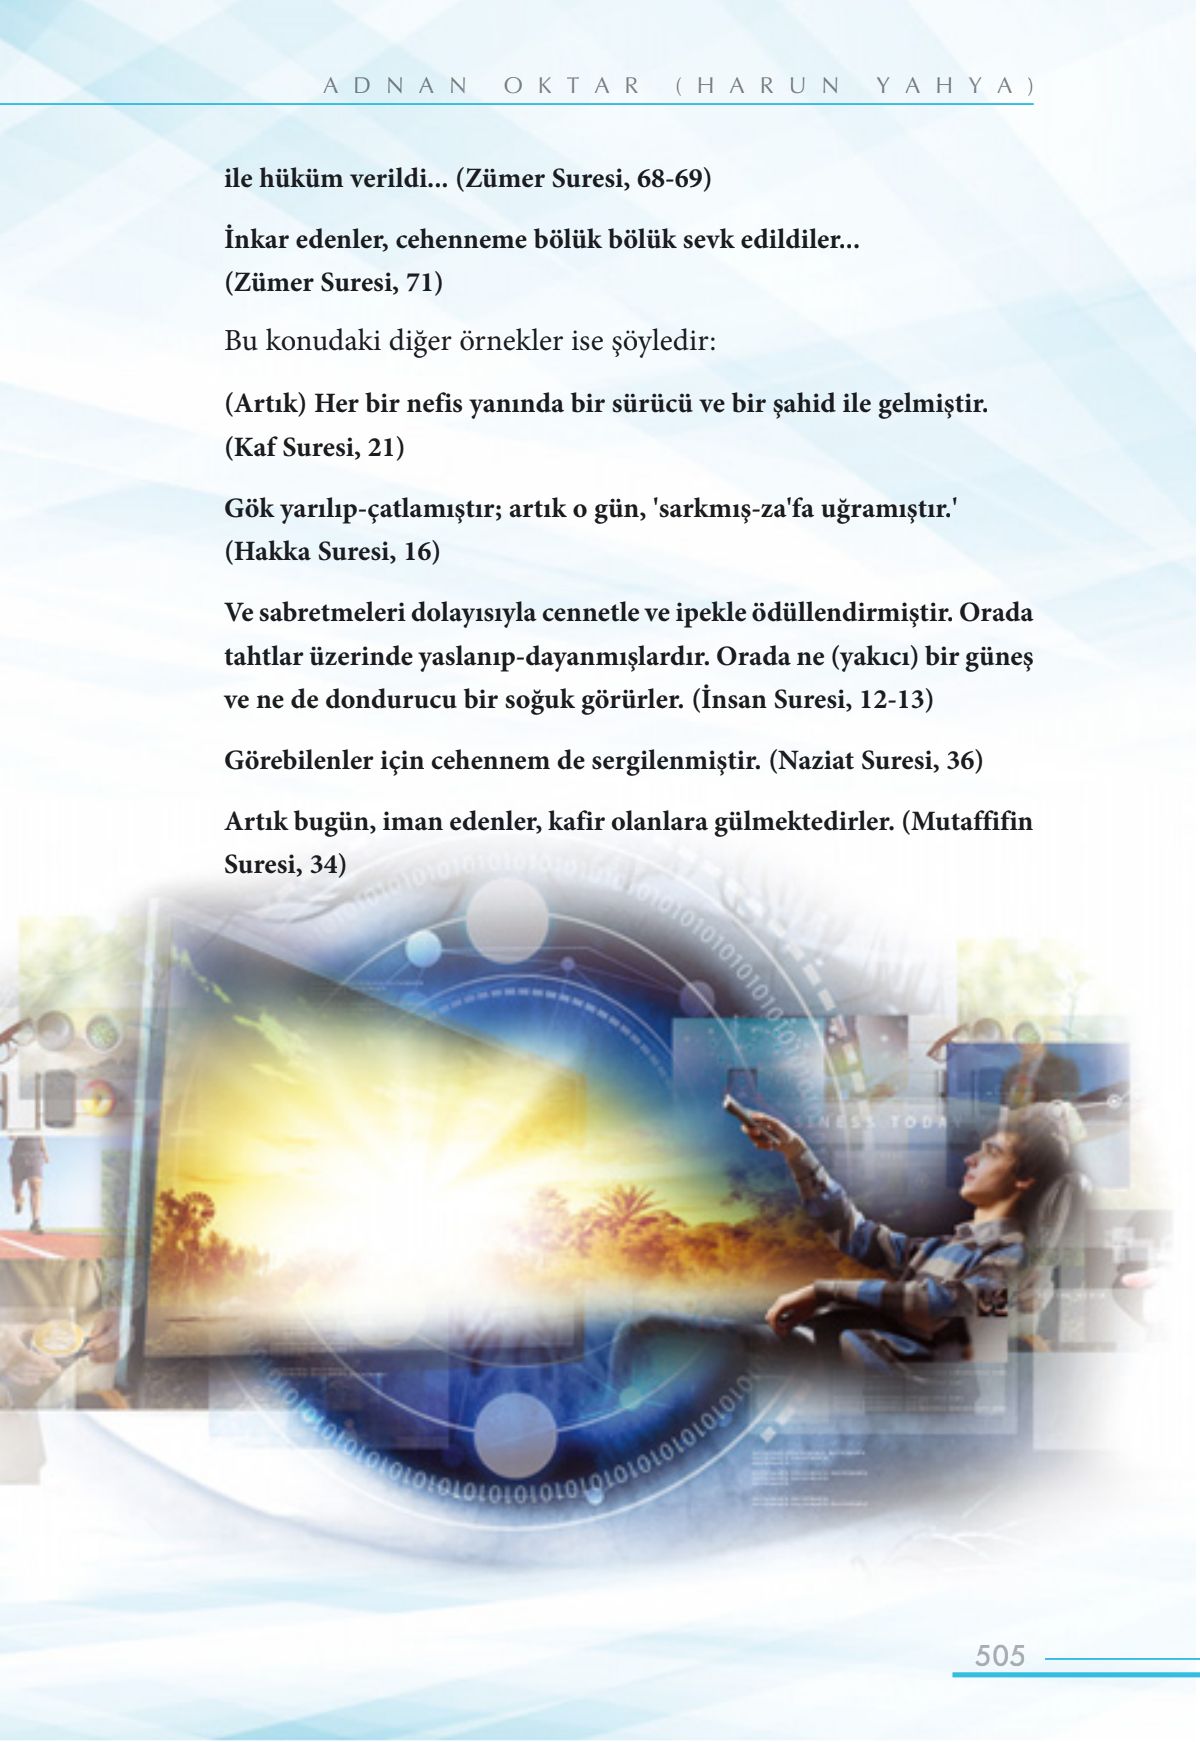 ADNAN OKTAR (HARUN YAHYA)
ile hüküm verildi... (Zümer Suresi, 68-69)
İnkar edenler, cehenneme bölük bölük sevk edildiler...
(Zümer Suresi, 71)
Bu konudaki diğer örnekler ise şöyledir:
(Artık) Her bir nefis yanında bir sürücü ve bir şahid ile gelmiştir.
(Kaf Suresi, 21)
Gök yarılıp-çatlamıştır; artık o gün, 'sarkmış-za'fa uğramıştır.'
(Hakka Suresi, 16)
Ve sabretmeleri dolayısıyla cennetle ve ipekle ödüllendirmiştir. Orada
tahtlar üzerinde yaslanıp-dayanmışlardır. Orada ne (yakıcı) bir güneş
ve ne de dondurucu bir soğuk görürler. (İnsan Suresi, 12-13)
Görebilenler için cehennem de sergilenmiştir. (Naziat Suresi, 36)
Artık bugün, iman edenler, kafir olanlara gülmektedirler. (Mutaffifin
Suresi, 34)
TODAY
505